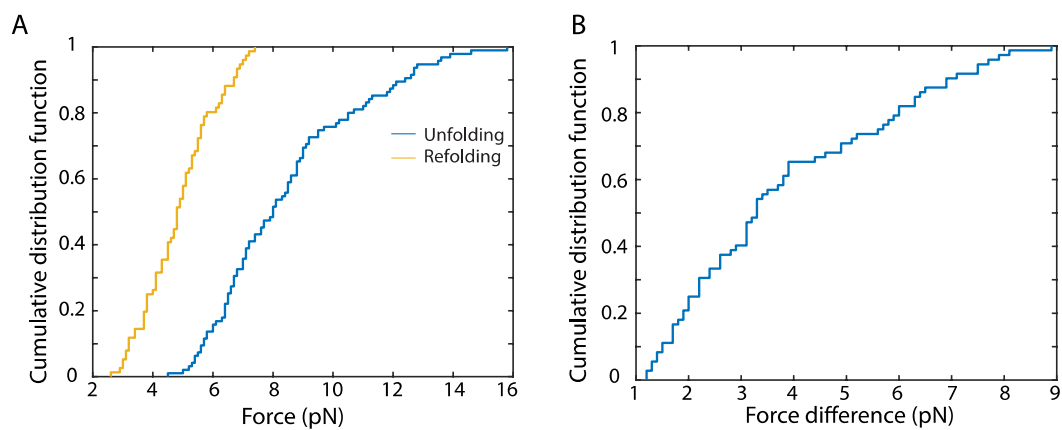 A
Cumulative distribution function
1
0.8
0.6
0.4
0.2
0
2 4 6 8 10 12 14 16
Force (pN)
Unfolding
Refolding
B
Cumulative distribution function
1
0.8
0.6
0.4
0.2
0
1 2 3 4 5 6 7 8 9
Force difference (pN)